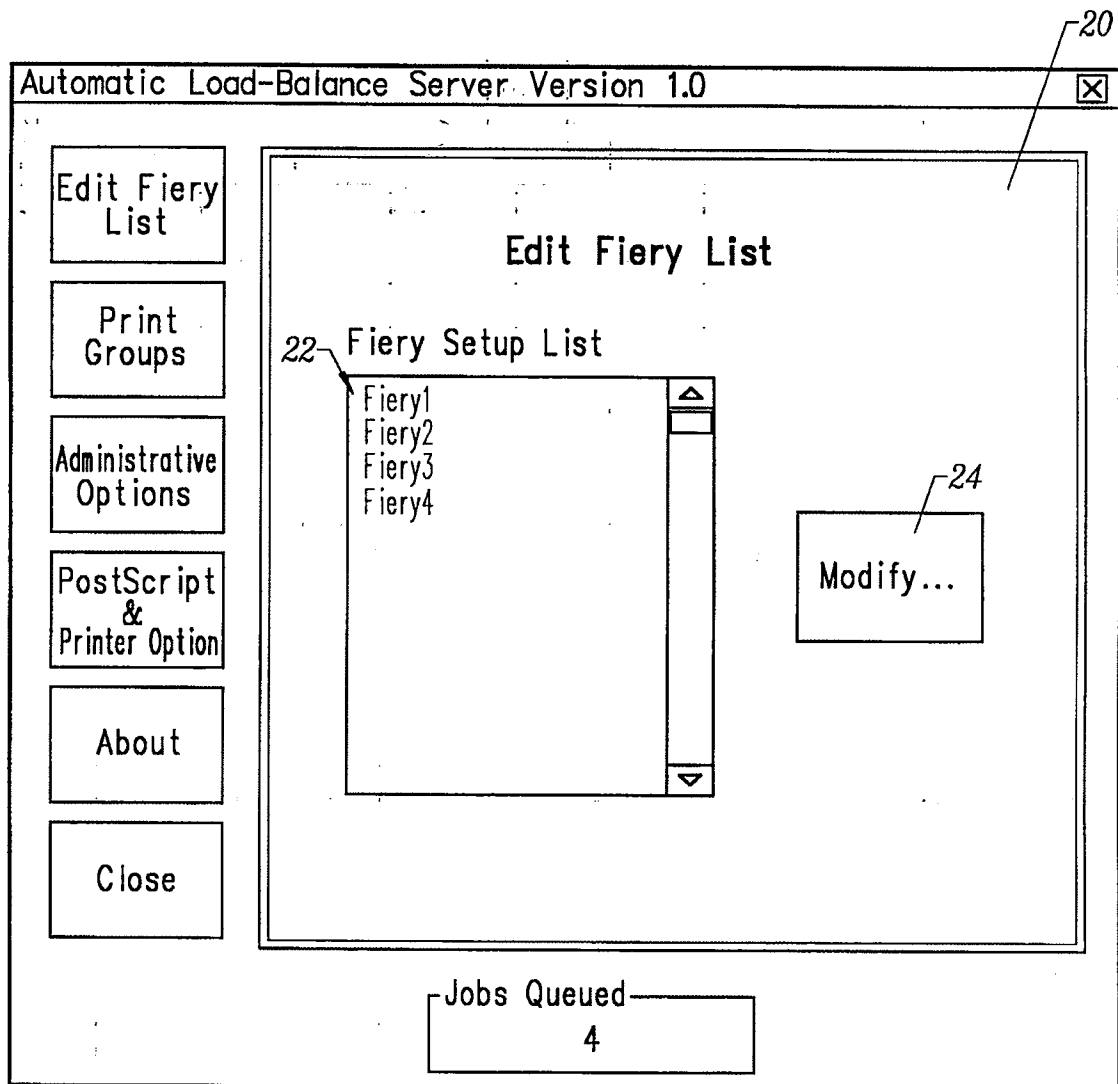 20
Automatic Load-Balance Server Version 1.0
Edit Fiery
List
Print
Groups
Administrative
Options
PostScript
&
Printer Option
About
Close
Edit Fiery List
22
Fiery Setup List
Fiery1
Fiery2
Fiery3
Fiery4
24
Modify...
Jobs Queued
4